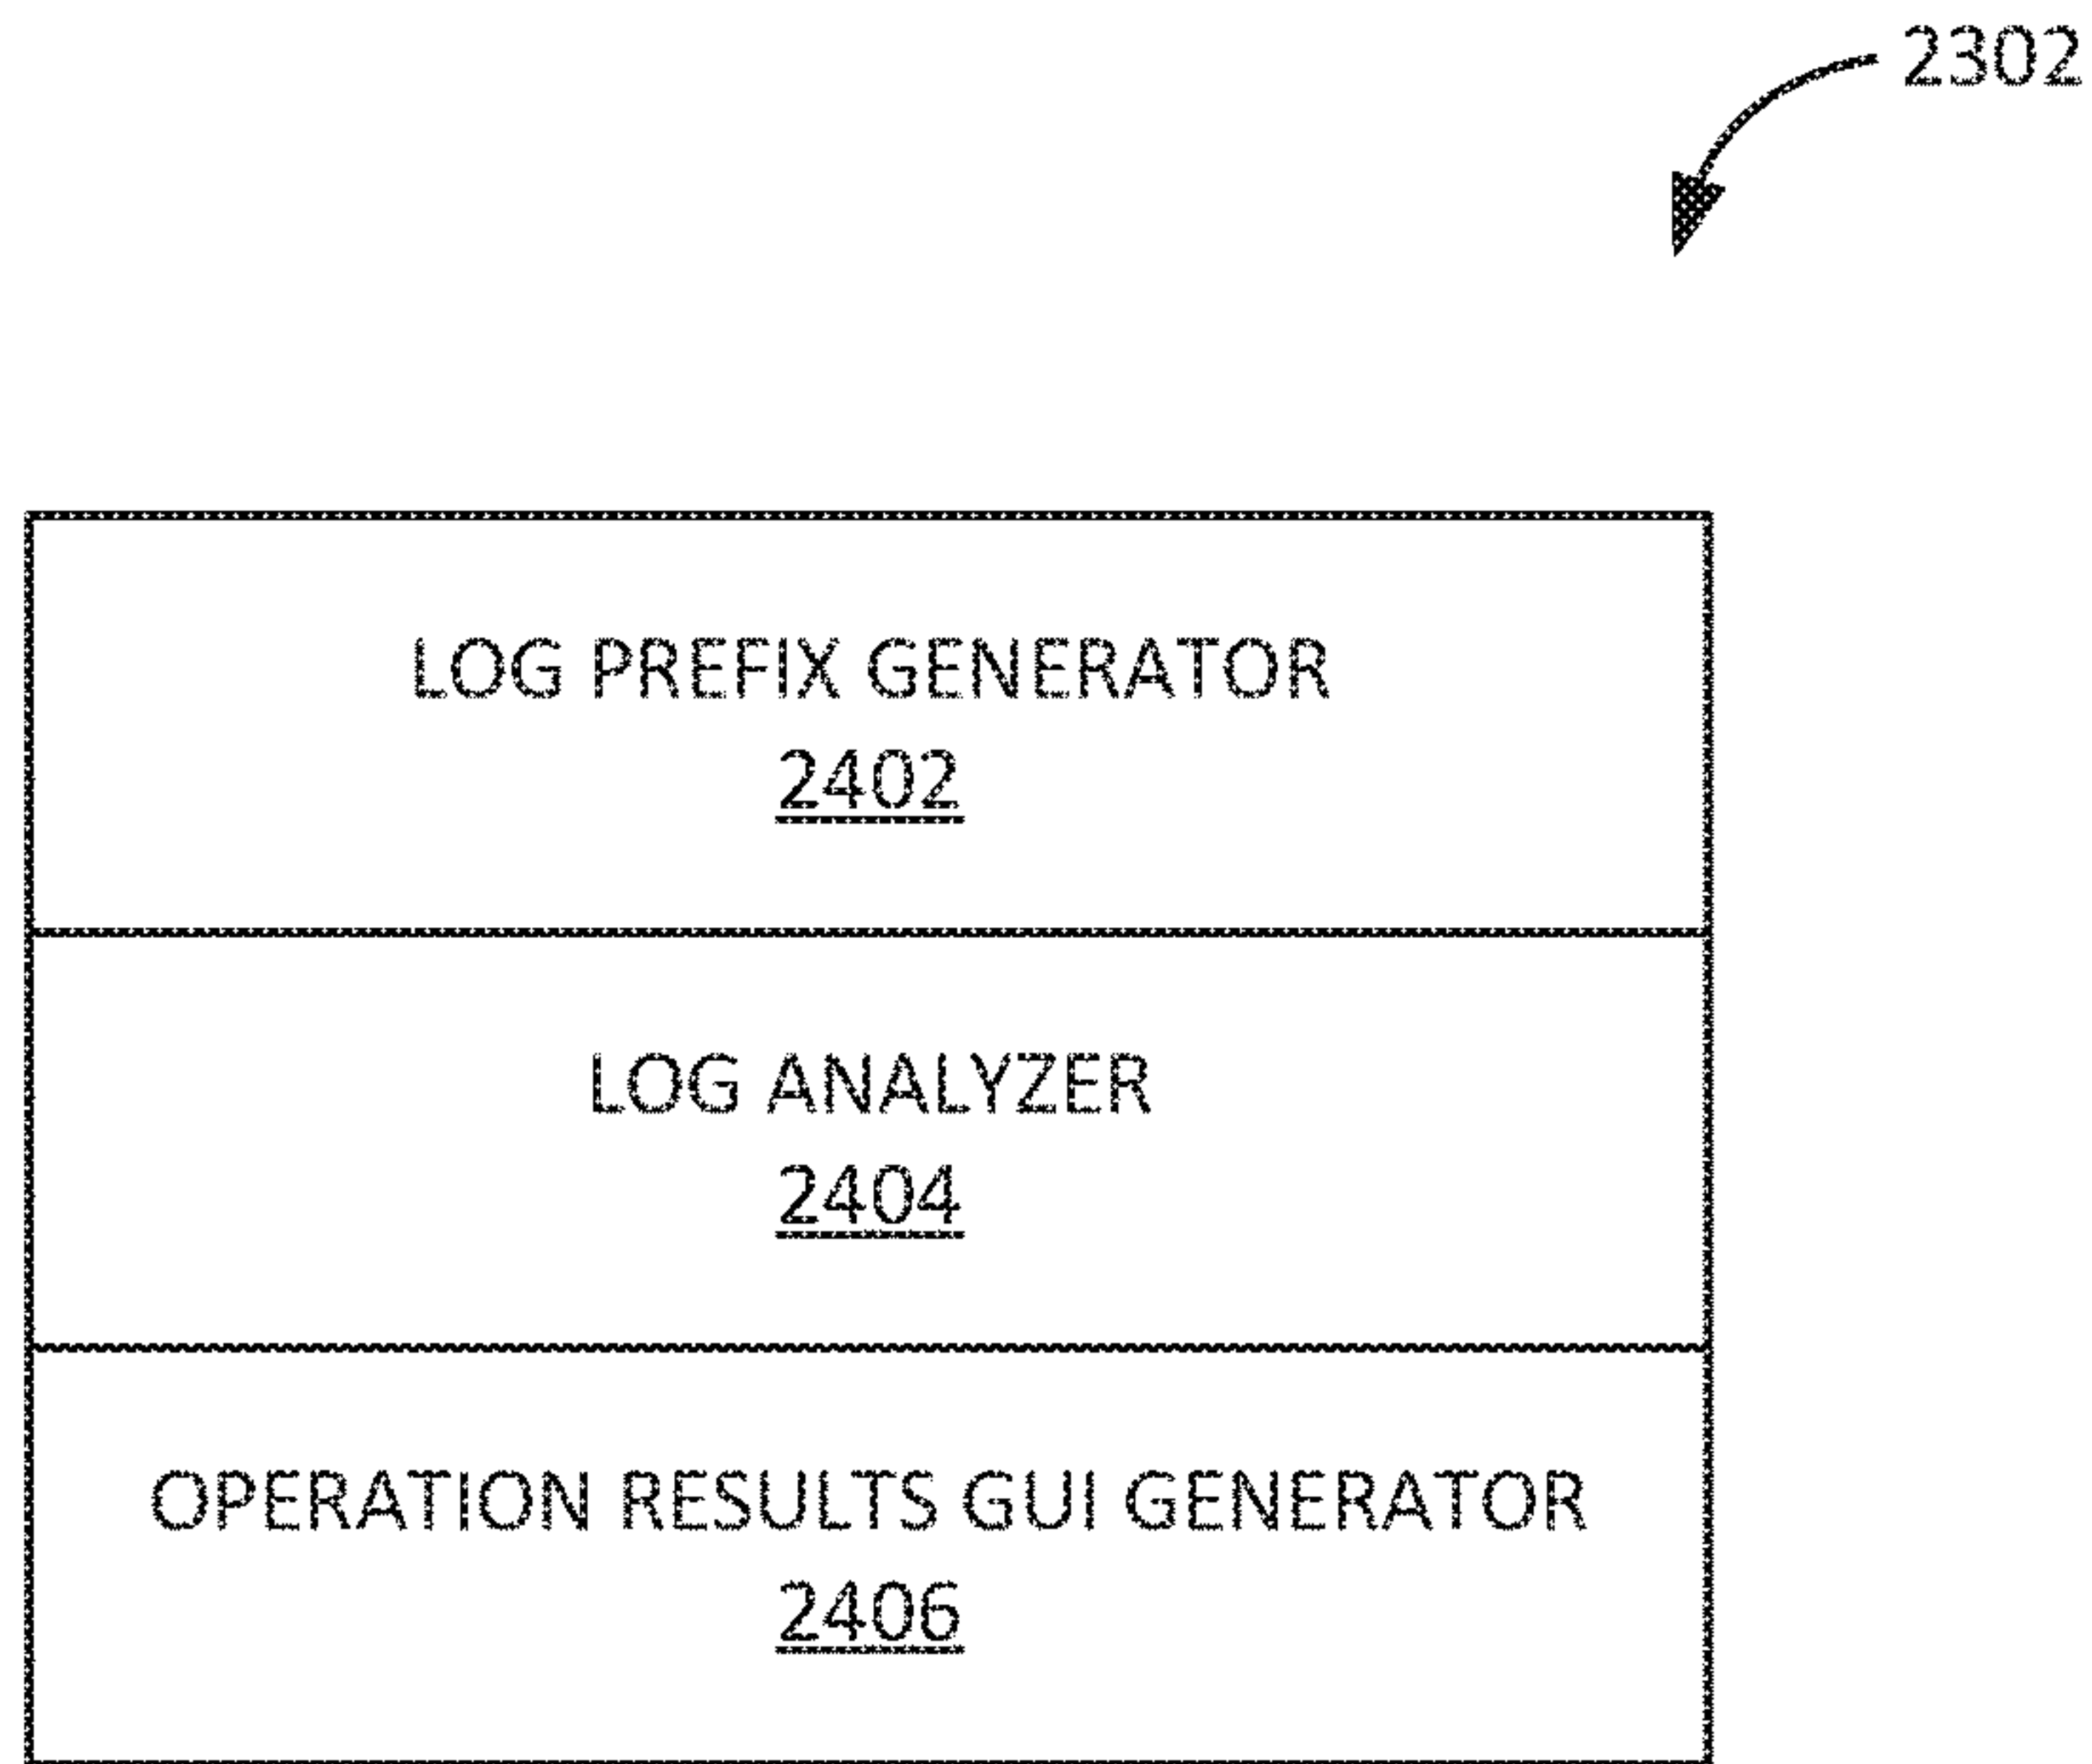 2302
LOG PREFIX GENERATOR
2402
LOG ANALYZER
2404
OPERATION RESULTS GUI GENERATOR
2406